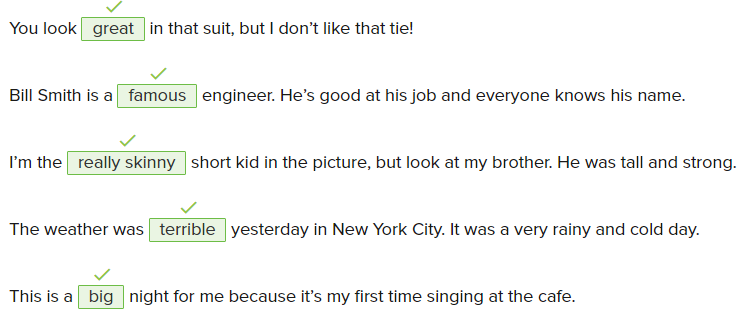 You look great in that suit, but I don’t like that tie!
Bill Smith is a famous engineer. He’s good at his job and everyone knows his name.
I’m the really skinny short kid in the picture, but look at my brother. He was tall and strong.
The weather was terrible yesterday in New York City. It was a very rainy and cold day.
This is a big night for me because it’s my first time singing at the cafe.